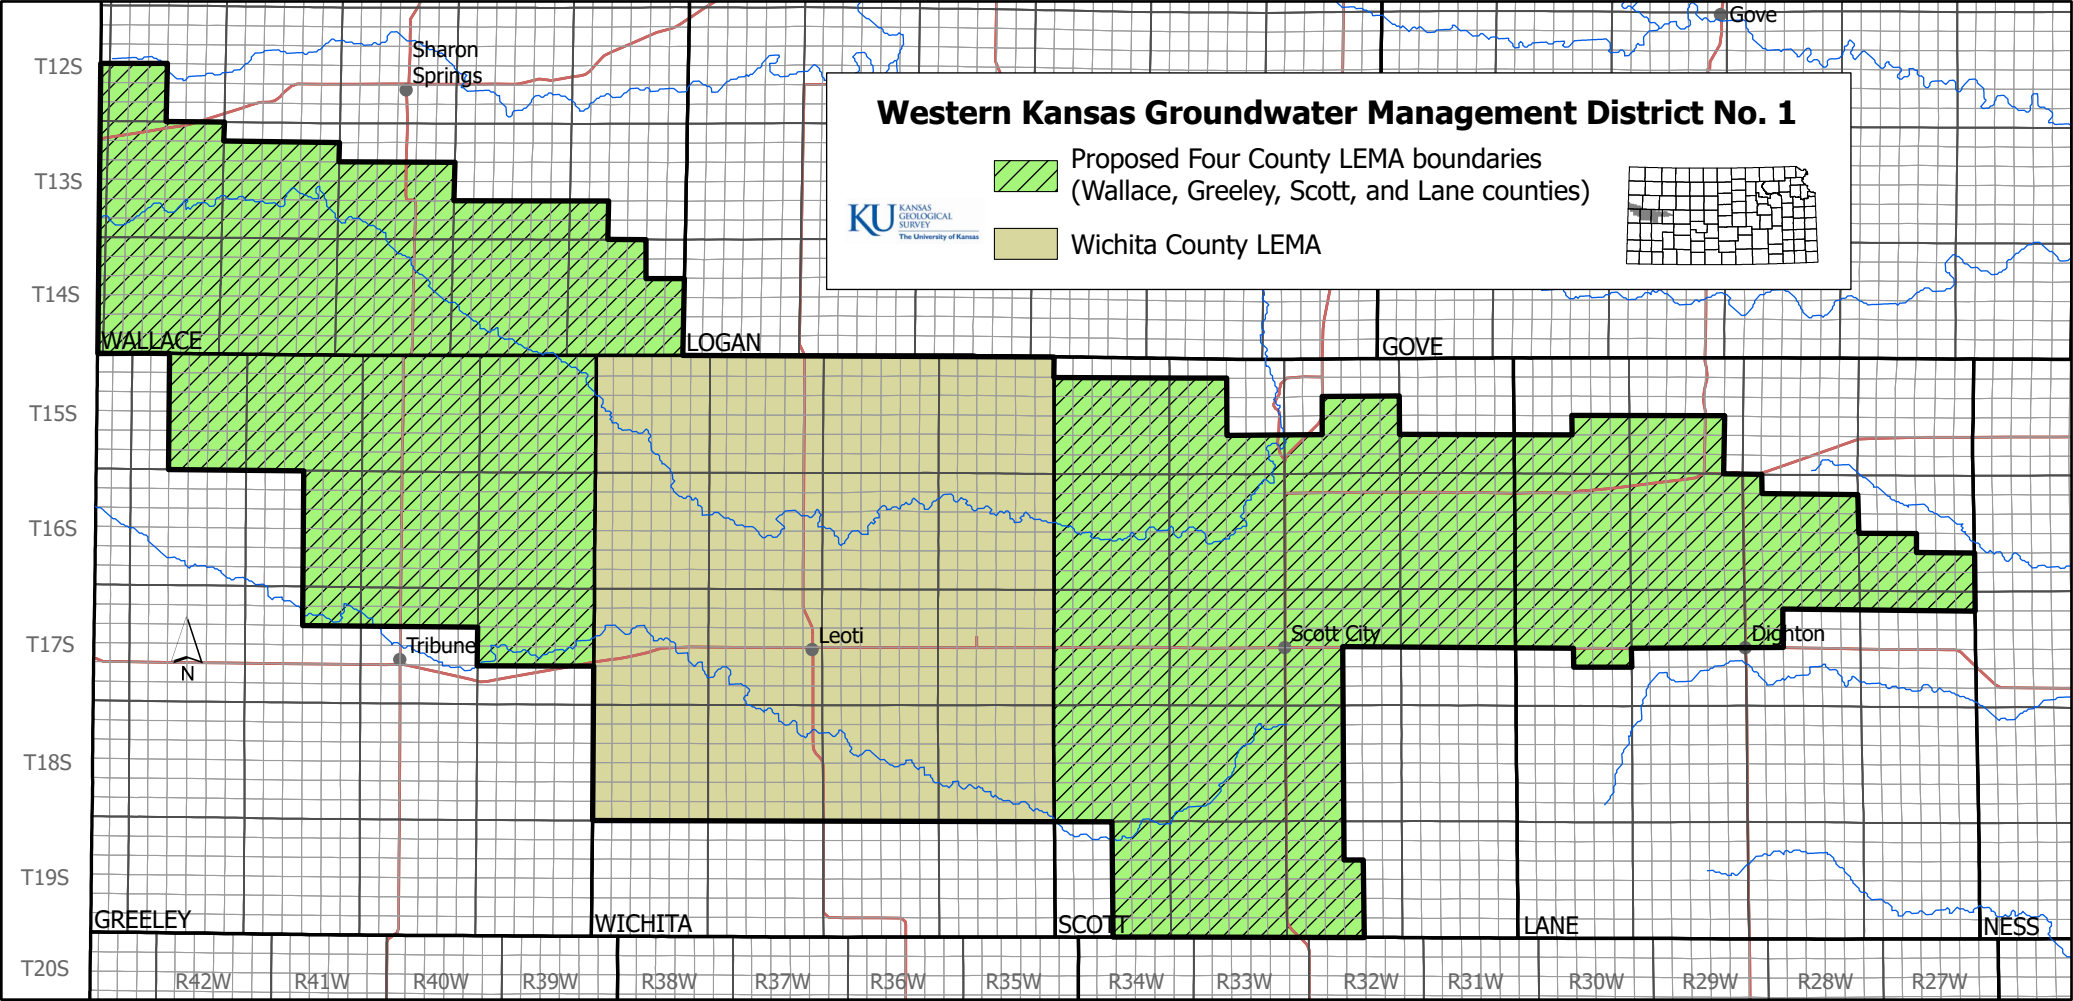 Gove
Sharon
Springs
T12S
Western Kansas Groundwater Management District No. 1
Proposed Four County LEMA boundaries
(Wallace, Greeley, Scott, and Lane counties)
KU KANSAS
GEOLOGICAL
SURVEY
The University of Kansas
Wichita County LEMA
T13S
T14S
WALLACE
LOGAN
GOVE
T15S
T16S
T17S
N
Tribune
Leoti
Scott City
Dighton
T18S
T19S
GREELEY
WICHITA
SCOTT
LANE
NESS
T20S
R42W
R41W
R40W
R39W
R38W
R37W
R36W
R35W
R34W
R33W
R32W
R31W
R30W
R29W
R28W
R27W